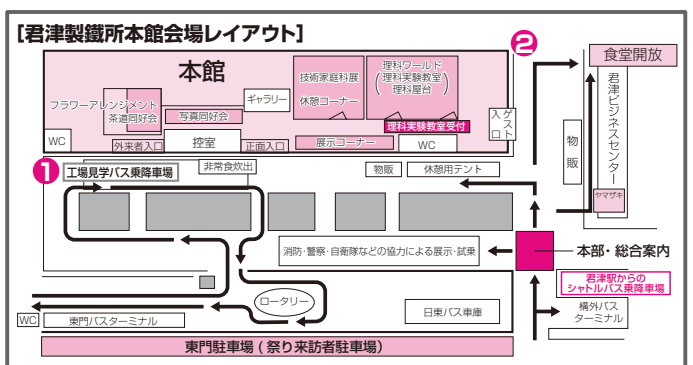 【君津製鐵所本館会場レイアウト】
❷
食堂開放
本館
技術家庭科展
休憩コーナー
理科ワールド
(理科実験教室
理科屋台)
君津ビジネスセンター
ギャラリー
フラワーアレンジメント
茶道同好会
写真同好会
ゲスト
入口
物販
理科実験教室受付
WC
外来者入口
控室
正面入口
展示コーナー
WC
❶
工場見学バス乗降車場
非常食炊出
物販
休憩用テント
ヤマザキ
消防・警察・自衛隊などの協力による展示・試乗
本部・総合案内
君津駅からの
シャトルバス乗降車場
ロータリー
構外バス
ターミナル
WC
東門バスターミナル
日東バス車庫
東門駐車場(祭り来訪者駐車場)